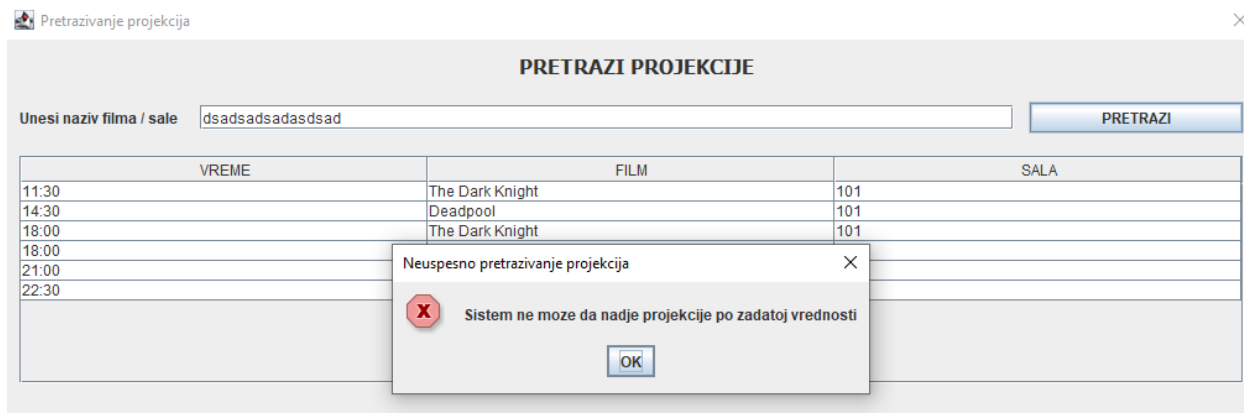 Pretrazivanje projekcija
PRETRAZI PROJEKCIJE
Unesi naziv filma / sale dsadsadsadasdsad PRETRAZI
VREME FILM SALA
11:30 The Dark Knight 101
14:30 Deadpool 101
18:00 The Dark Knight 101
18:00
21:00
22:30
Neuspesno pretrazivanje projekcija
Sistem ne moze da nadje projekcije po zadatoj vrednosti
OK